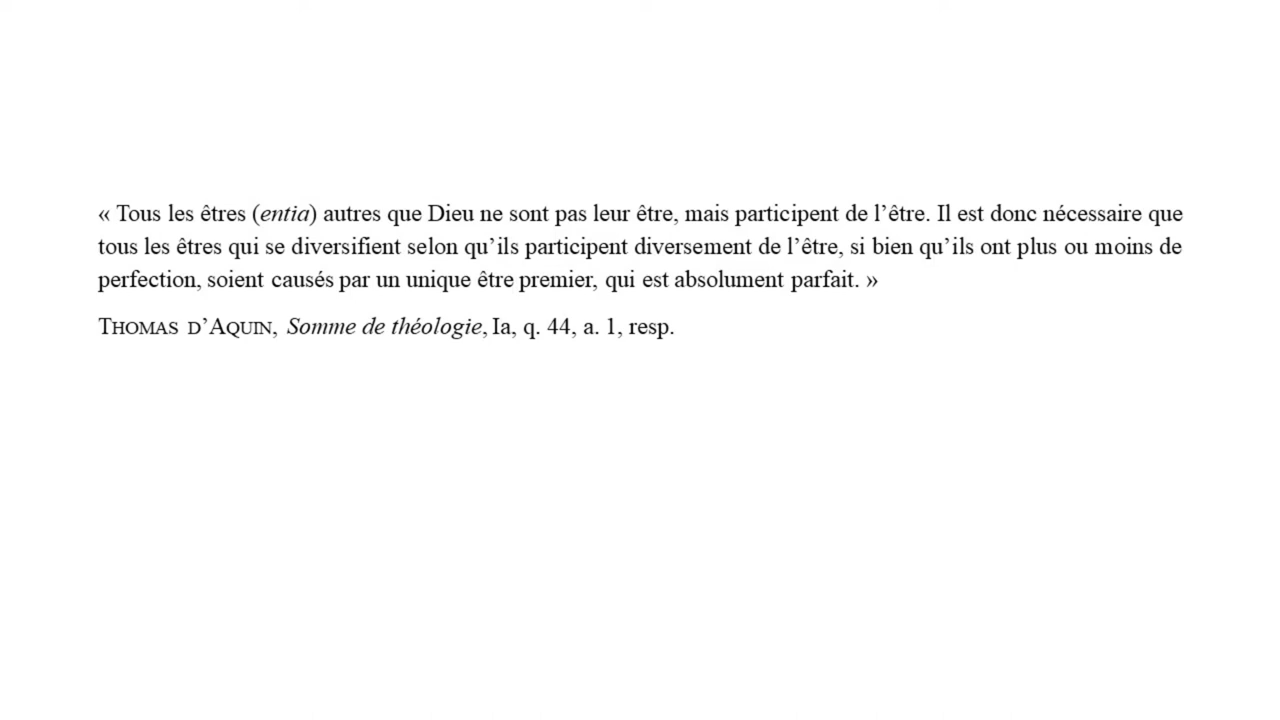 « Tous les êtres (entia) autres que Dieu ne sont pas leur être, mais participent de l’être. Il est donc nécessaire que
tous les êtres qui se diversifient selon qu’ils participent diversement de l’être, si bien qu’ils ont plus ou moins de
perfection, soient causés par un unique être premier, qui est absolument parfait. »
THOMAS D’AQUIN, Somme de théologie, Ia, q. 44, a. 1, resp.